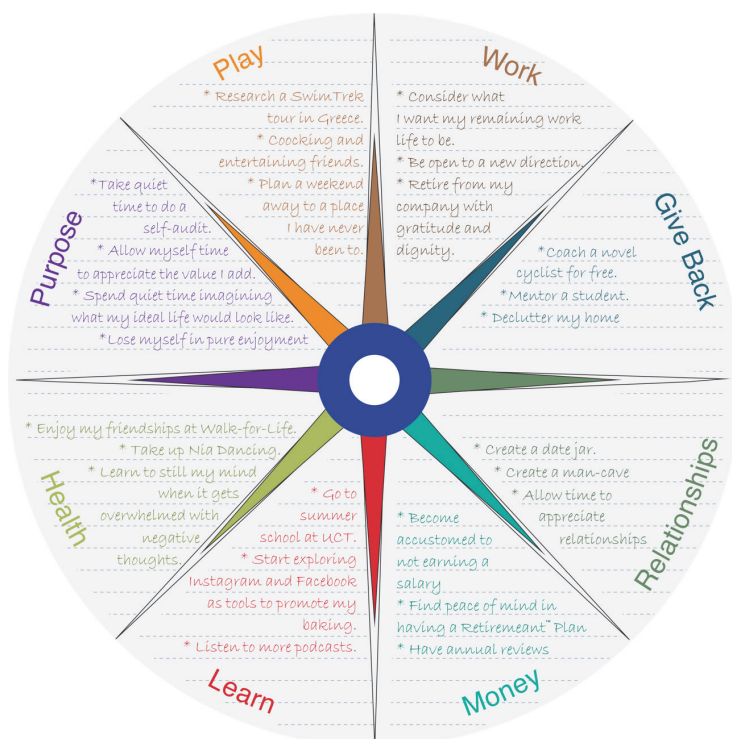 Play
* Research a SwimTrek
tour in Greece.
* Coocking and
entertaining friends.
* Plan a weekend
away to a place
I have never
been to.
Work
* Consider what
I want my remaining work
life to be.
* Be open to a new direction.
* Retire from my
company with
gratitude and
dignity.
Give Back
*Coach a novel
cyclist for free.
*Mentor a student.
* Declutter my home
Relationships
* Create a date jar.
* Create a man-cave
* Allow time to
appreciate
relationships
Money
* Become
accustomed to
not earning a
salary
* Find peace of mind in
having a Retiremeant™ Plan
* Have annual reviews
Learn
* Go to
summer
school at UCT.
* Start exploring
Instagram and Facebook
as tools to promote my
baking.
* Listen to more podcasts.
Health
* Enjoy my friendships at Walk-for-Life.
* Take up Nia Dancing.
* Learn to still my mind
when it gets
overwhelmed with
negative
thoughts.
Purpose
*Take quiet
time to do a
self-audit.
* Allow myself time
to appreciate the value I add.
* Spend quiet time imagining
what my ideal life would look like.
*Lose myself in pure enjoyment